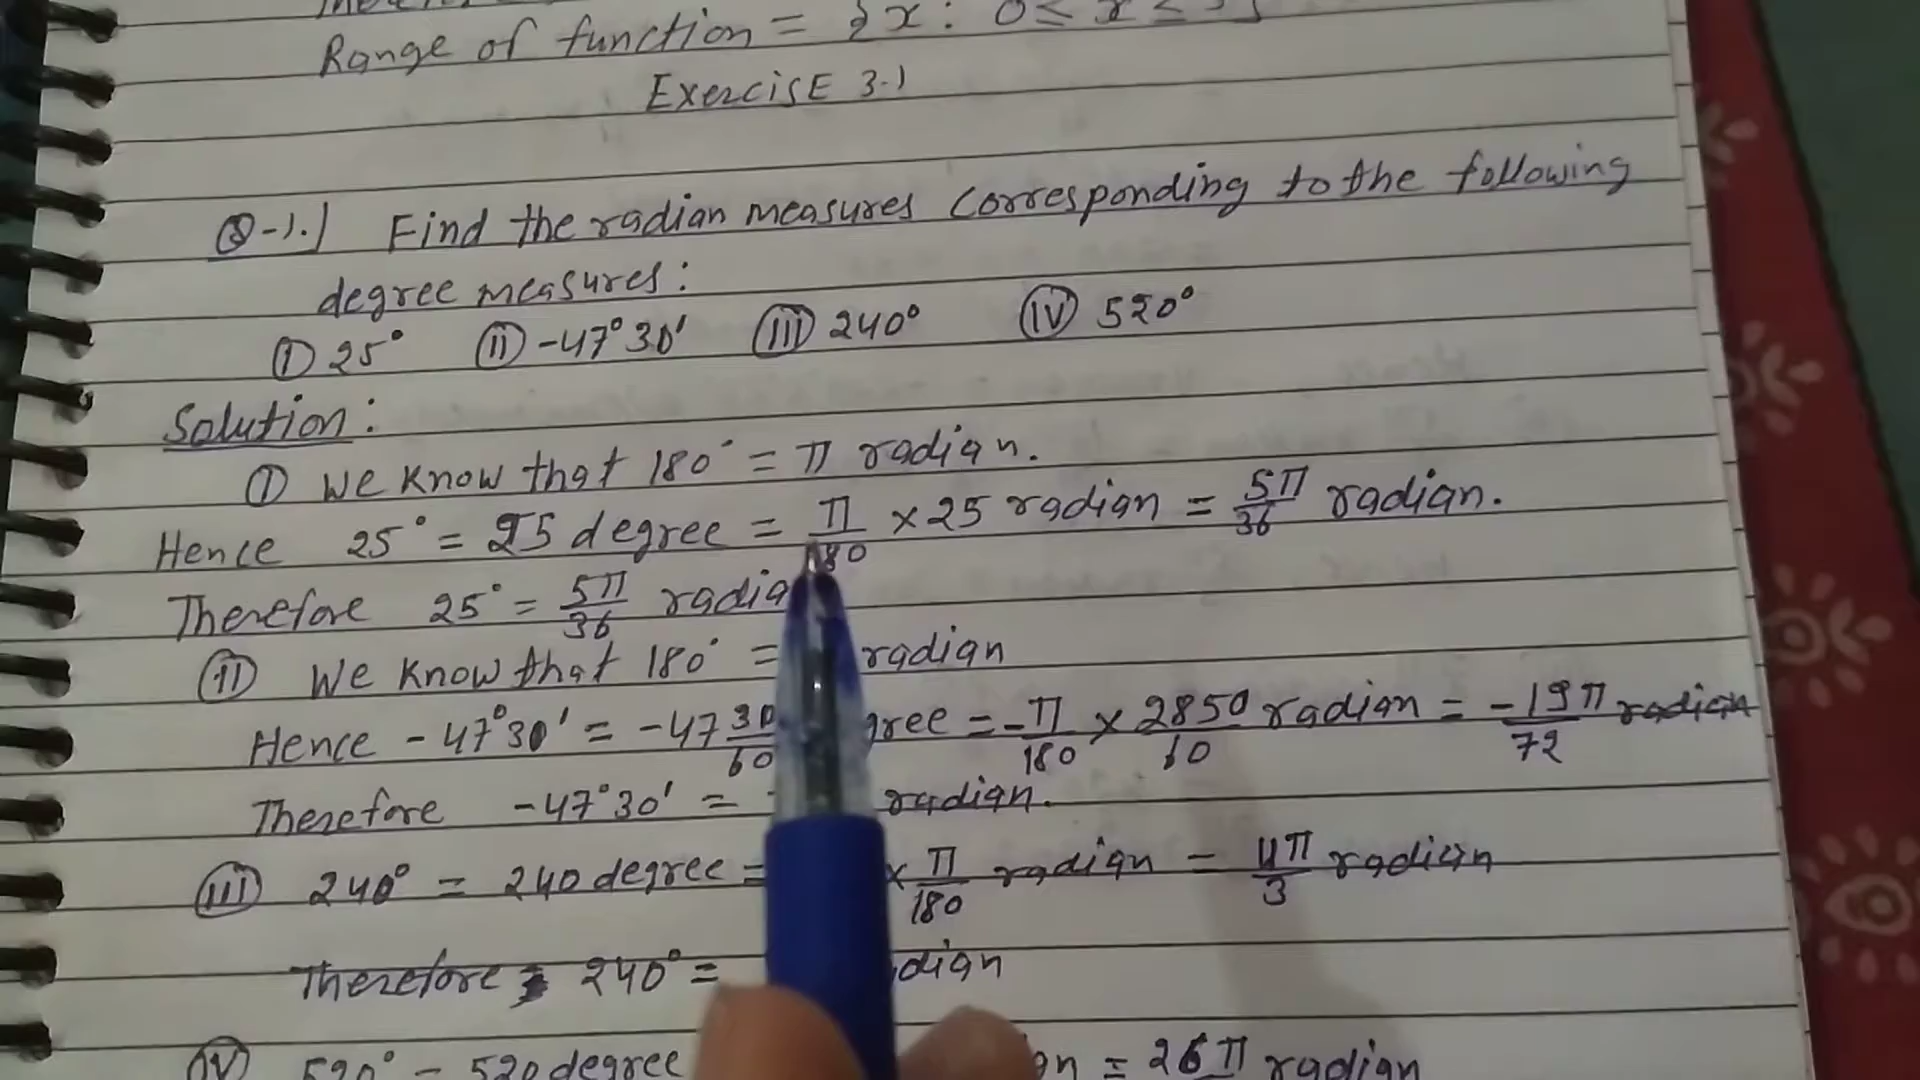 Range of function = {x : 0 ≤ x ≤
Exercise 3.1
Q-1.| Find the radian measures corresponding to the following
degree measures:
(I) 25° (II) -47°30' (III) 240° (IV) 520°
Solution:
(I) We know that 180° = π radian.
Hence 25° = 25 degree = π/180 × 25 radian = 5π/36 radian.
Therefore 25° = 5π/36
(II) We know that 180° = radian
Hence -47°30' = -47 30/60 = -π/180 × 2850/60 radian = -19π/72 radian
Therefore -47°30' = radian.
(III) 240° = 240 degree = × π/180 radian = 4π/3 radian
Therefore 240° =
(IV) 520° = 520 degree = 26π radian